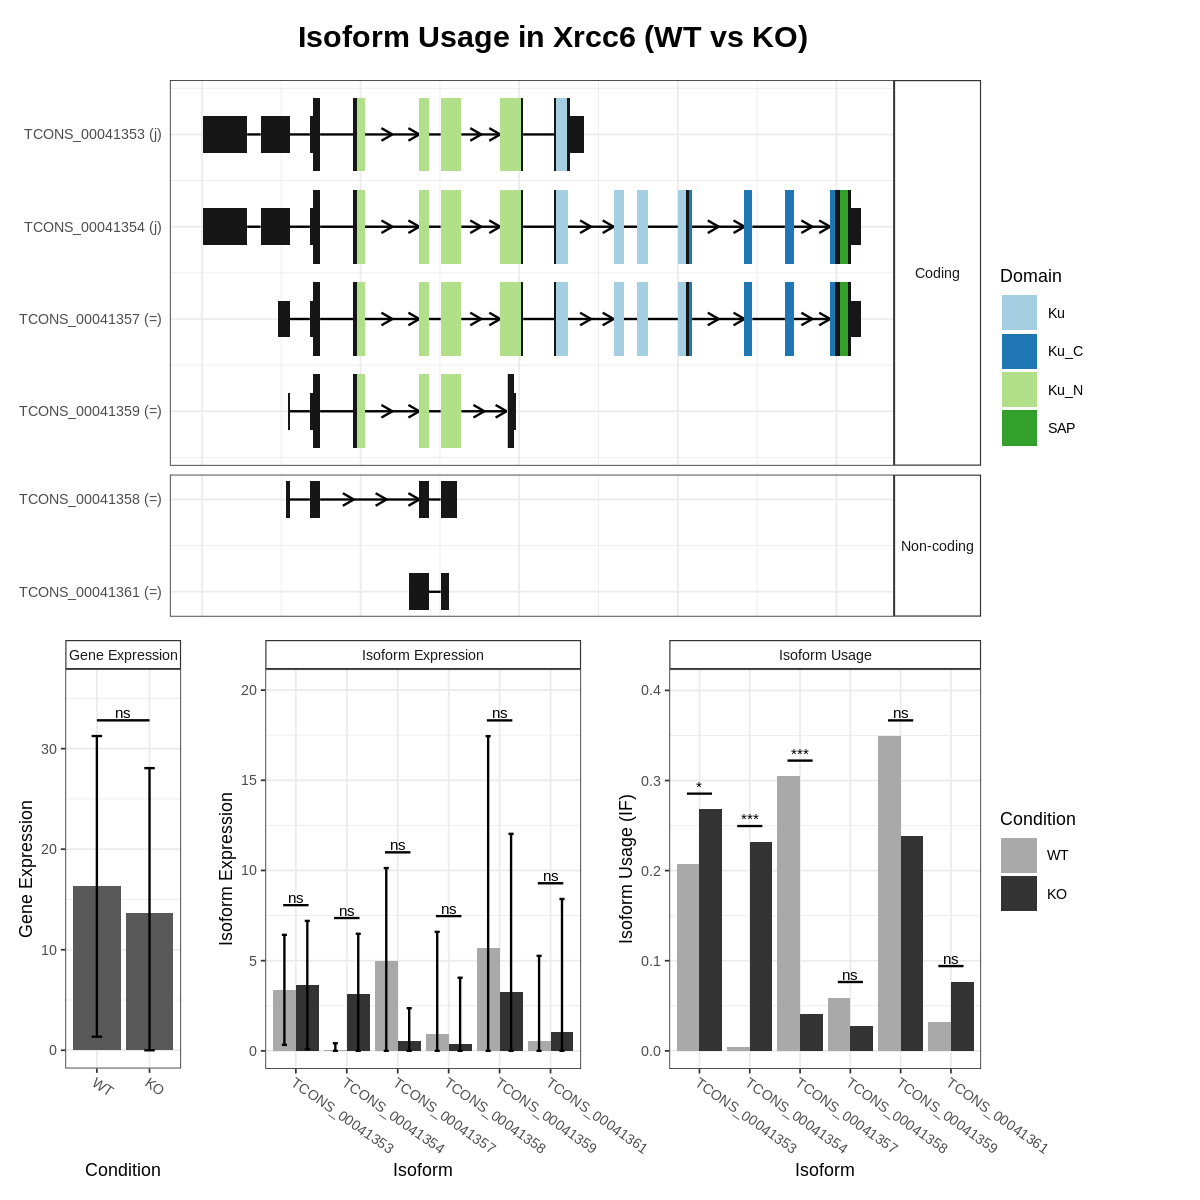 Isoform Usage in Xrcc6 (WT vs KO)
TCONS_00041353 (j)
TCONS_00041354 (j)
TCONS_00041357 (=)
TCONS_00041359 (=)
Coding
TCONS_00041358 (=)
TCONS_00041361 (=)
Non-coding
Domain
Ku
Ku_C
Ku_N
SAP
Gene Expression
Gene Expression
30
20
10
0
ns
WT
KO
Condition
Isoform Expression
Isoform Expression
20
15
10
5
0
ns
ns
ns
ns
ns
ns
TCONS_00041353
TCONS_00041354
TCONS_00041357
TCONS_00041358
TCONS_00041359
TCONS_00041361
Isoform
Isoform Usage
Isoform Usage (IF)
0.4
0.3
0.2
0.1
0.0
*
***
***
ns
ns
ns
TCONS_00041353
TCONS_00041354
TCONS_00041357
TCONS_00041358
TCONS_00041359
TCONS_00041361
Isoform
Condition
WT
KO